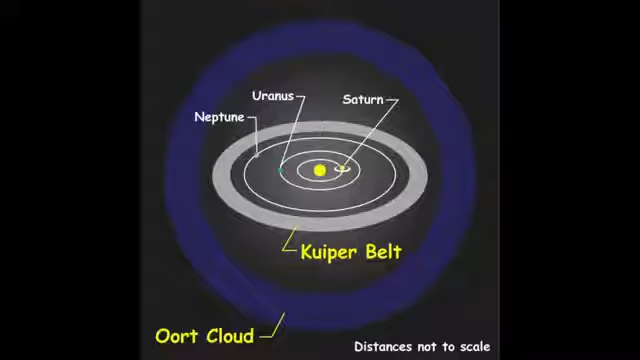 Uranus
Saturn
Neptune
Kuiper Belt
Oort Cloud
Distances not to scale